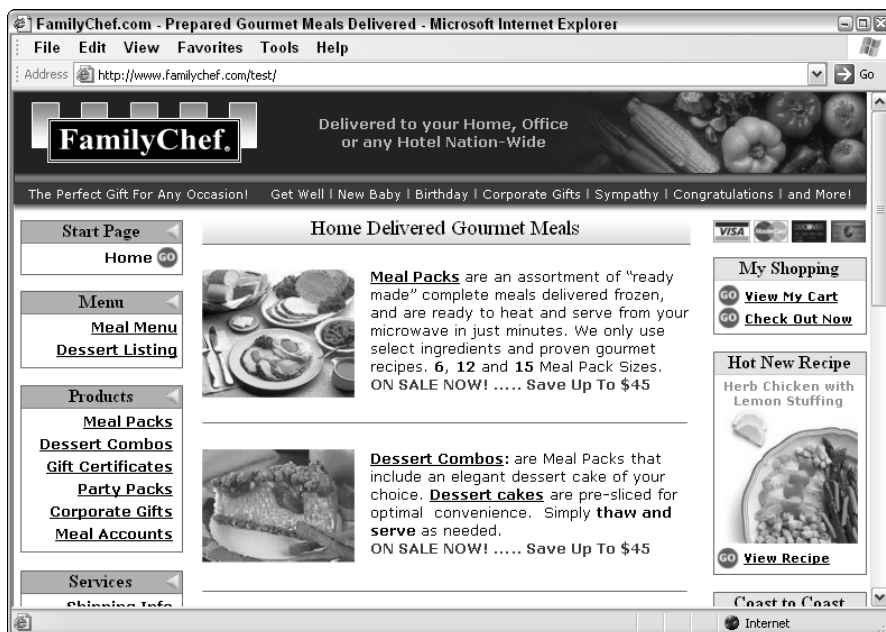 FamilyChef.com - Prepared Gourmet Meals Delivered - Microsoft Internet Explorer
File Edit View Favorites Tools Help
Address http://www.familychef.com/test/ Go
FamilyChef®
Delivered to your Home, Office
or any Hotel Nation-Wide
The Perfect Gift For Any Occasion! Get Well | New Baby | Birthday | Corporate Gifts | Sympathy | Congratulations | and More!
Start Page
Home GO
Menu
Meal Menu
Dessert Listing
Products
Meal Packs
Dessert Combos
Gift Certificates
Party Packs
Corporate Gifts
Meal Accounts
Services
Shipping Info
Home Delivered Gourmet Meals
Meal Packs are an assortment of “ready
made” complete meals delivered frozen,
and are ready to heat and serve from your
microwave in just minutes. We only use
select ingredients and proven gourmet
recipes. 6, 12 and 15 Meal Pack Sizes.
ON SALE NOW! ..... Save Up To $45
Dessert Combos: are Meal Packs that
include an elegant dessert cake of your
choice. Dessert cakes are pre-sliced for
optimal convenience. Simply thaw and
serve as needed.
ON SALE NOW! ..... Save Up To $45
VISA MasterCard DISCOVER
My Shopping
GO View My Cart
GO Check Out Now
Hot New Recipe
Herb Chicken with
Lemon Stuffing
GO View Recipe
Coast to Coast
Internet